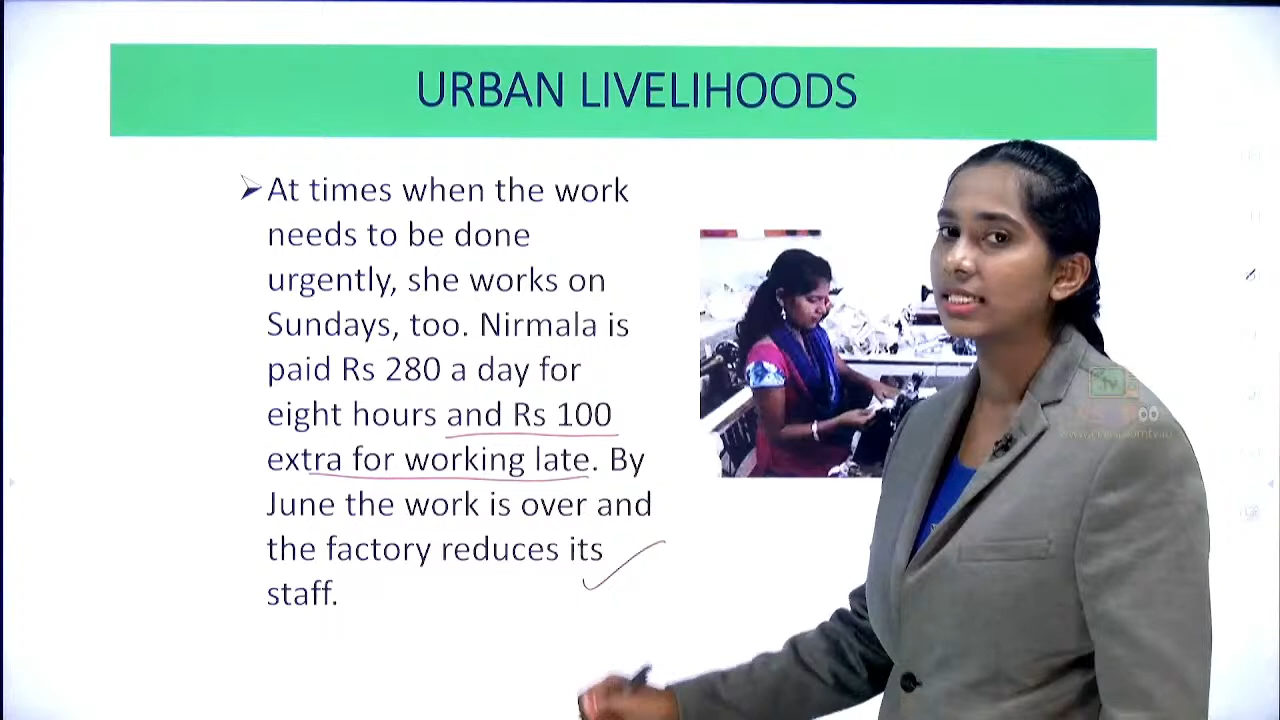 URBAN LIVELIHOODS
➢At times when the work
needs to be done
urgently, she works on
Sundays, too. Nirmala is
paid Rs 280 a day for
eight hours and Rs 100
extra for working late. By
June the work is over and
the factory reduces its
staff.
tv